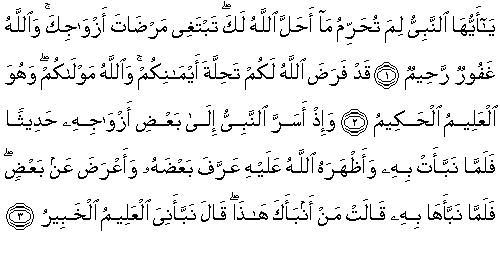 يَـٰٓأَيُّهَا ٱلنَّبِىُّ لِمَ تُحَرِّمُ مَآ أَحَلَّ ٱللَّهُ لَكَ ۖ تَبْتَغِى مَرْضَاتَ أَزْوَٰجِكَ ۚ وَٱللَّهُ
غَفُورٌ رَّحِيمٌ ﴿١﴾ قَدْ فَرَضَ ٱللَّهُ لَكُمْ تَحِلَّةَ أَيْمَـٰنِكُمْ ۚ وَٱللَّهُ مَوْلَىٰكُمْ ۖ وَهُوَ
ٱلْعَلِيمُ ٱلْحَكِيمُ ﴿٢﴾ وَإِذْ أَسَرَّ ٱلنَّبِىُّ إِلَىٰ بَعْضِ أَزْوَٰجِهِۦ حَدِيثًا
فَلَمَّا نَبَّأَتْ بِهِۦ وَأَظْهَرَهُ ٱللَّهُ عَلَيْهِ عَرَّفَ بَعْضَهُۥ وَأَعْرَضَ عَنۢ بَعْضٍ ۖ
فَلَمَّا نَبَّأَهَا بِهِۦ قَالَتْ مَنْ أَنۢبَأَكَ هَـٰذَا ۖ قَالَ نَبَّأَنِىَ ٱلْعَلِيمُ ٱلْخَبِيرُ ﴿٣﴾